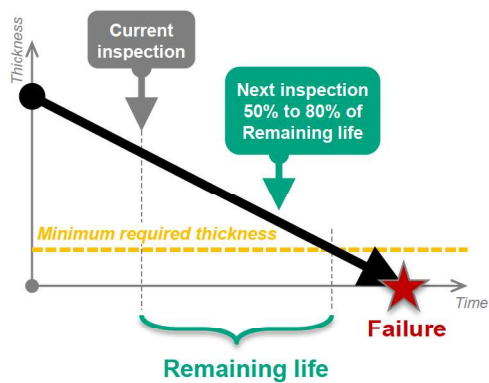 Thickness
Current
inspection
Next inspection
50% to 80% of
Remaining life
Minimum required thickness
Time
Failure
Remaining life